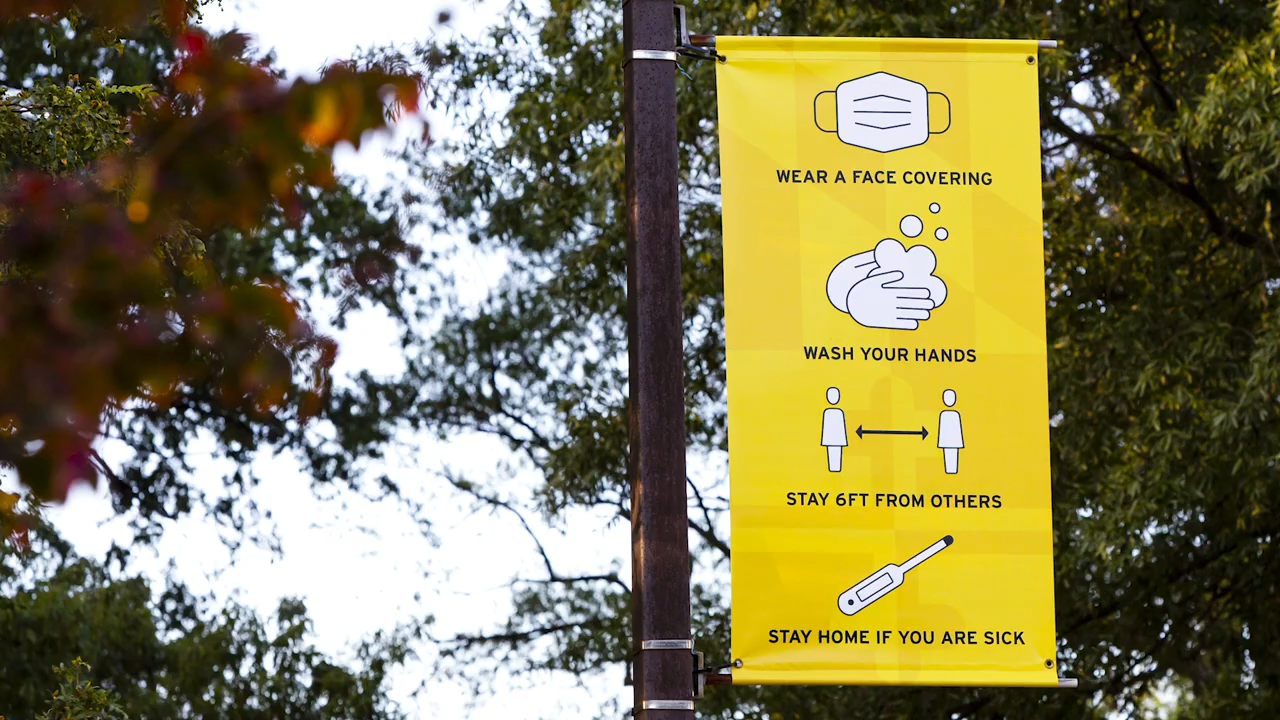 WEAR A FACE COVERING
WASH YOUR HANDS
STAY 6FT FROM OTHERS
STAY HOME IF YOU ARE SICK